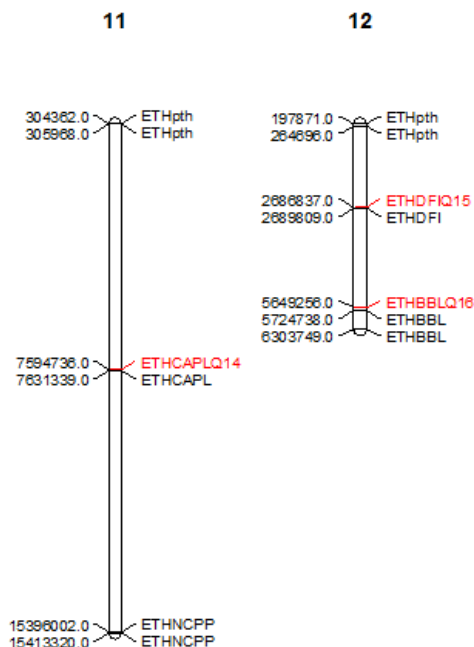 11
12
304362.0 ETHpth
305968.0 ETHpth
7594736.0 ETHCAPLQ14
7631339.0 ETHCAPL
15396002.0 ETHNCPP
15413320.0 ETHNCPP
197871.0 ETHpth
264696.0 ETHpth
2686837.0 ETHDFIQ15
2689809.0 ETHDFI
5649256.0 ETHBBLQ16
5724738.0 ETHBBL
6303749.0 ETHBBL